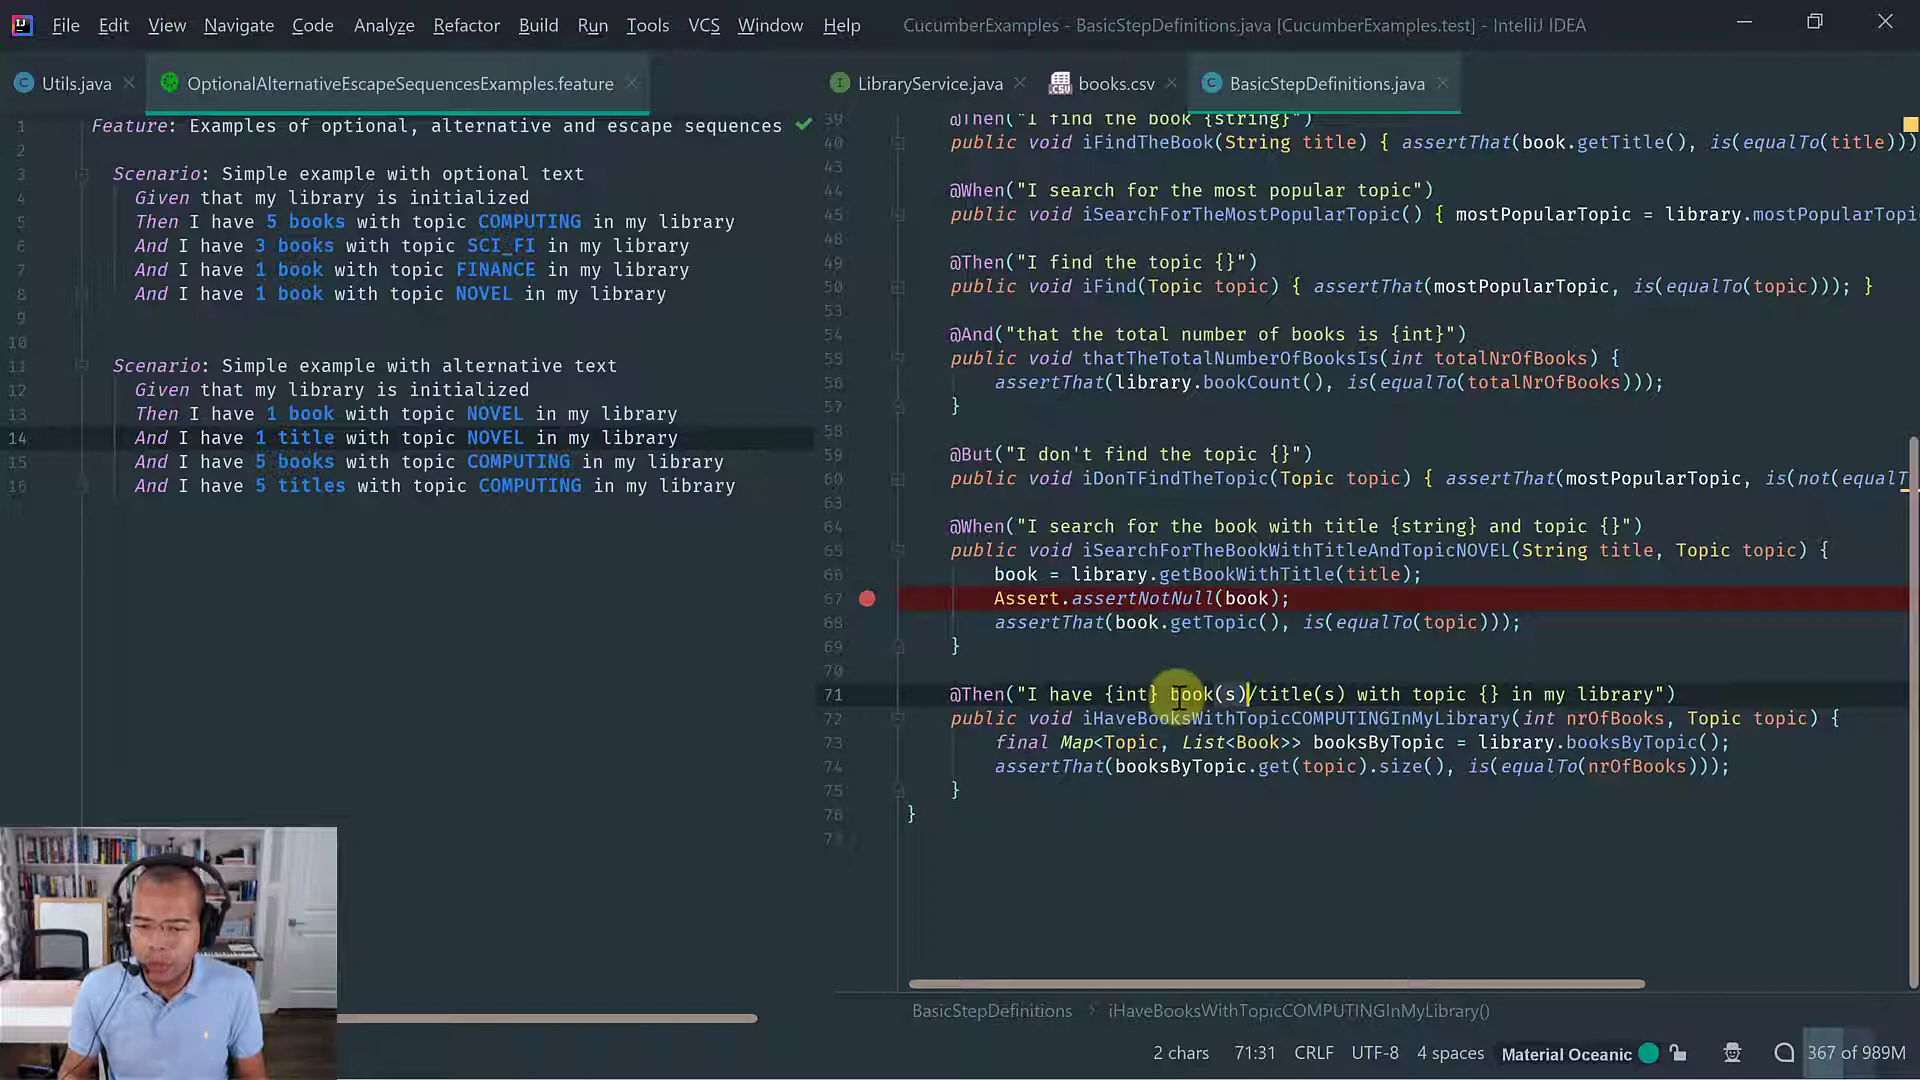 File Edit View Navigate Code Analyze Refactor Build Run Tools VCS Window Help CucumberExamples - BasicStepDefinitions.java [CucumberExamples.test] - IntelliJ IDEA
Utils.java OptionalAlternativeEscapeSequencesExamples.feature
1 Feature: Examples of optional, alternative and escape sequences
2
3 Scenario: Simple example with optional text
4 Given that my library is initialized
5 Then I have 5 books with topic COMPUTING in my library
6 And I have 3 books with topic SCI_FI in my library
7 And I have 1 book with topic FINANCE in my library
8 And I have 1 book with topic NOVEL in my library
9
10
11 Scenario: Simple example with alternative text
12 Given that my library is initialized
13 Then I have 1 book with topic NOVEL in my library
14 And I have 1 title with topic NOVEL in my library
15 And I have 5 books with topic COMPUTING in my library
16 And I have 5 titles with topic COMPUTING in my library
LibraryService.java books.csv BasicStepDefinitions.java
39 @Then("I find the book {string}")
40 public void iFindTheBook(String title) { assertThat(book.getTitle(), is(equalTo(title)))
43
44 @When("I search for the most popular topic")
45 public void iSearchForTheMostPopularTopic() { mostPopularTopic = library.mostPopularTopi
48
49 @Then("I find the topic {}")
50 public void iFind(Topic topic) { assertThat(mostPopularTopic, is(equalTo(topic))); }
53
54 @And("that the total number of books is {int}")
55 public void thatTheTotalNumberOfBooksIs(int totalNrOfBooks) {
56 assertThat(library.bookCount(), is(equalTo(totalNrOfBooks)));
57 }
58
59 @But("I don't find the topic {}")
60 public void iDonTFindTheTopic(Topic topic) { assertThat(mostPopularTopic, is(not(equalT
63
64 @When("I search for the book with title {string} and topic {}")
65 public void iSearchForTheBookWithTitleAndTopicNOVEL(String title, Topic topic) {
66 book = library.getBookWithTitle(title);
67 Assert.assertNotNull(book);
68 assertThat(book.getTopic(), is(equalTo(topic)));
69 }
70
71 @Then("I have {int} book(s)/title(s) with topic {} in my library")
72 public void iHaveBooksWithTopicCOMPUTINGInMyLibrary(int nrOfBooks, Topic topic) {
73 final Map<Topic, List<Book>> booksByTopic = library.booksByTopic();
74 assertThat(booksByTopic.get(topic).size(), is(equalTo(nrOfBooks)));
75 }
76 }
BasicStepDefinitions iHaveBooksWithTopicCOMPUTINGInMyLibrary()
2 chars 71:31 CRLF UTF-8 4 spaces Material Oceanic 367 of 989M